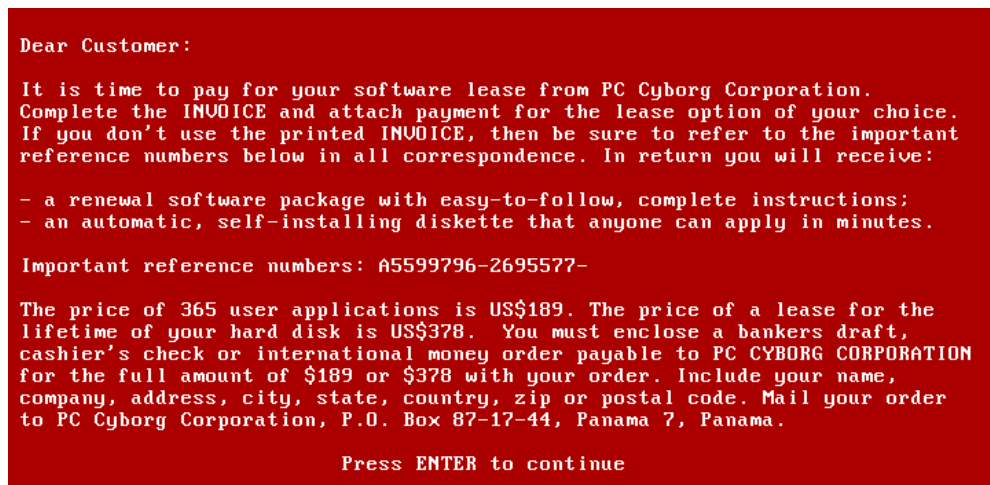 Dear Customer:
It is time to pay for your software lease from PC Cyborg Corporation.
Complete the INVOICE and attach payment for the lease option of your choice.
If you don't use the printed INVOICE, then be sure to refer to the important
reference numbers below in all correspondence. In return you will receive:
- a renewal software package with easy-to-follow, complete instructions;
- an automatic, self-installing diskette that anyone can apply in minutes.
Important reference numbers: A5599796-2695577-
The price of 365 user applications is US$189. The price of a lease for the
lifetime of your hard disk is US$378.  You must enclose a bankers draft,
cashier's check or international money order payable to PC CYBORG CORPORATION
for the full amount of $189 or $378 with your order. Include your name,
company, address, city, state, country, zip or postal code. Mail your order
to PC Cyborg Corporation, P.O. Box 87-17-44, Panama 7, Panama.
Press ENTER to continue